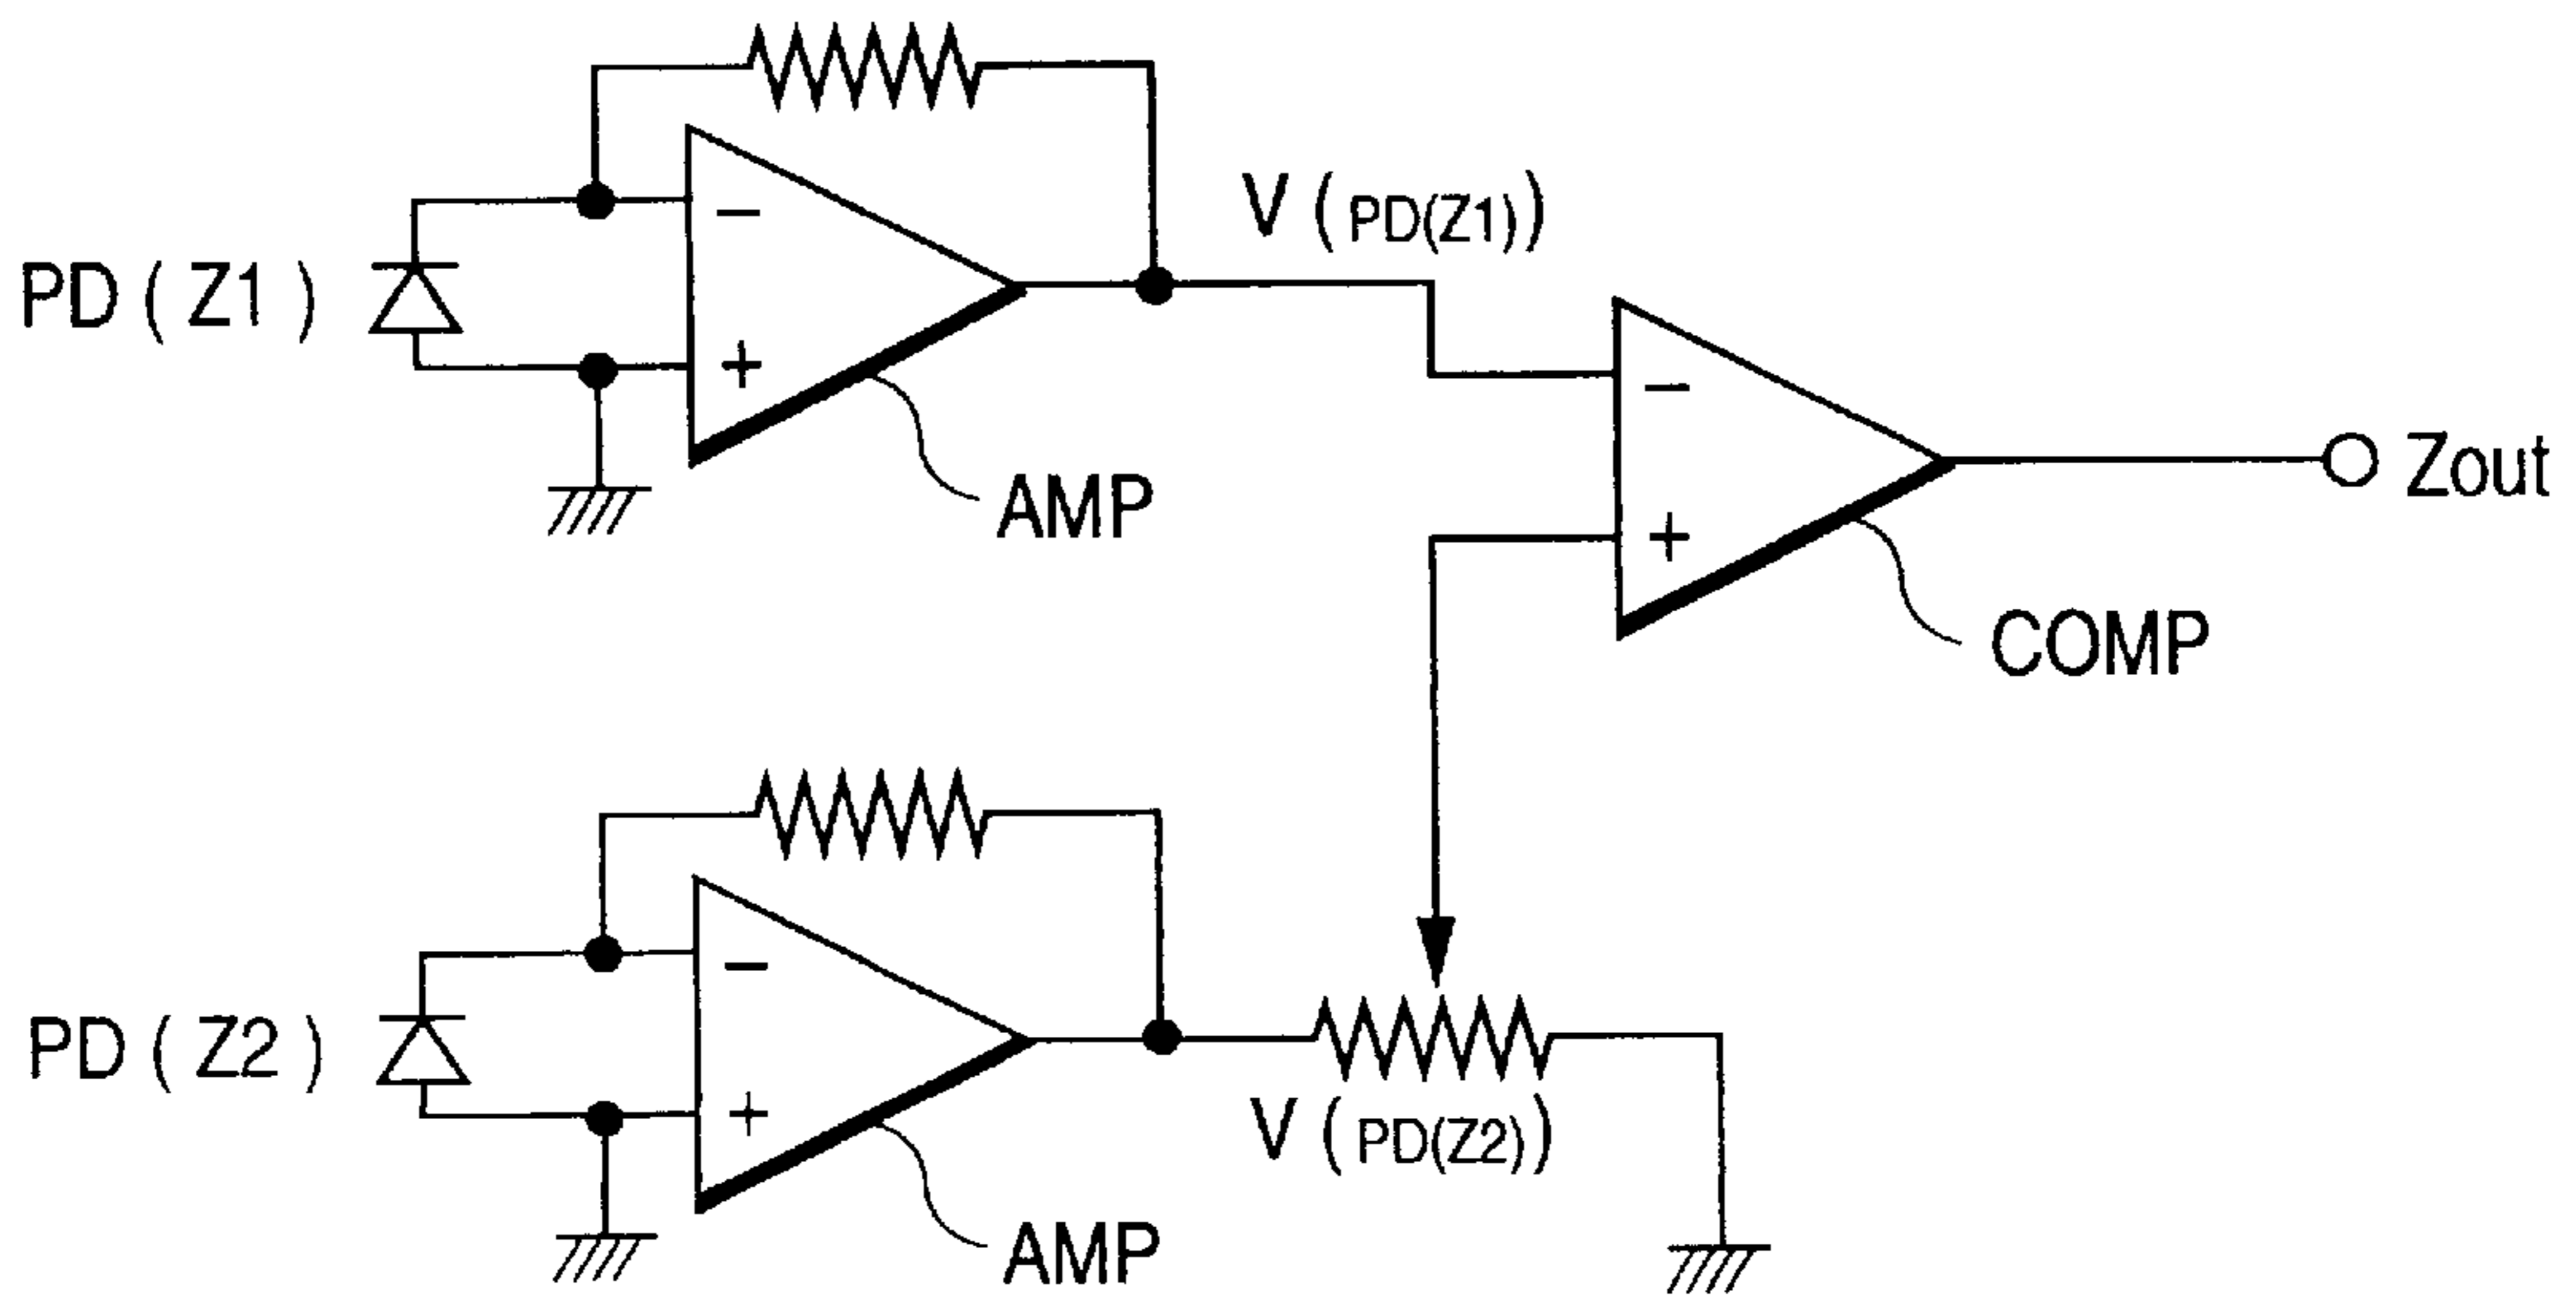 V (PD(Z1))
PD ( Z1 )
−
+
AMP
−
+
Zout
COMP
PD ( Z2 )
−
+
V (PD(Z2))
AMP